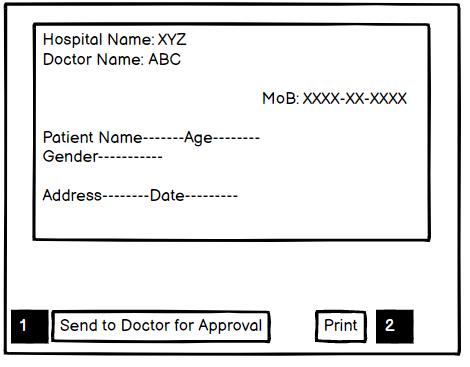 Hospital Name: XYZ
Doctor Name: ABC
MoB: XXXX-XX-XXXX
Patient Name-------Age--------
Gender-----------
Address--------Date---------
1 Send to Doctor for Approval Print 2